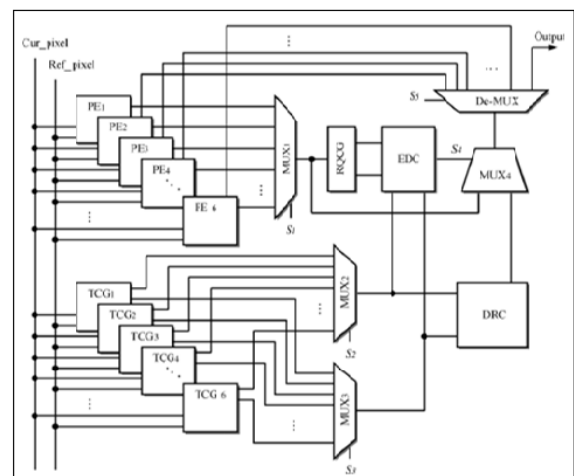 Cur_pixel
Ref_pixel
Output
PE1
PE2
PE3
PE4
PE 6
MUX1
S1
RQCG
EDC
S4
S5
De-MUX
MUX4
TCG1
TCG2
TCG3
TCG4
TCG 6
MUX2
S2
MUX3
S3
DRC